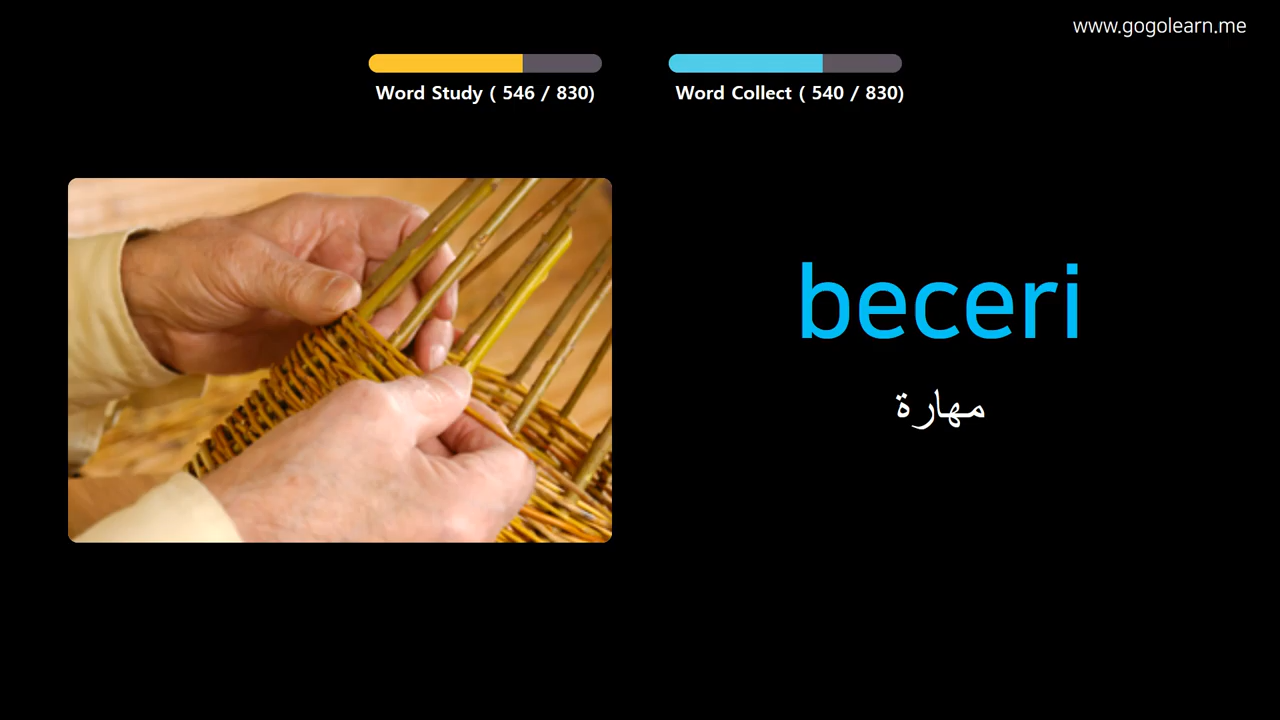 www.gogolearn.me
Word Study ( 546 / 830)
Word Collect ( 540 / 830)
beceri
مهارة